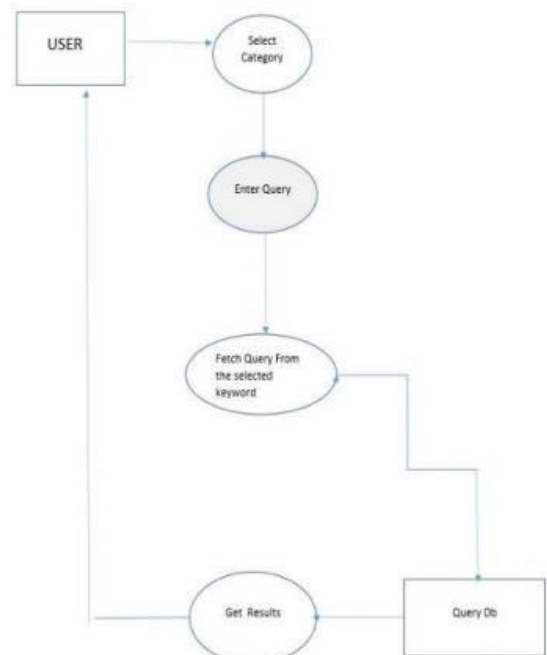 USER
Select
Category
Enter Query
Fetch Query From
the selected
keyword
Get Results
Query Db